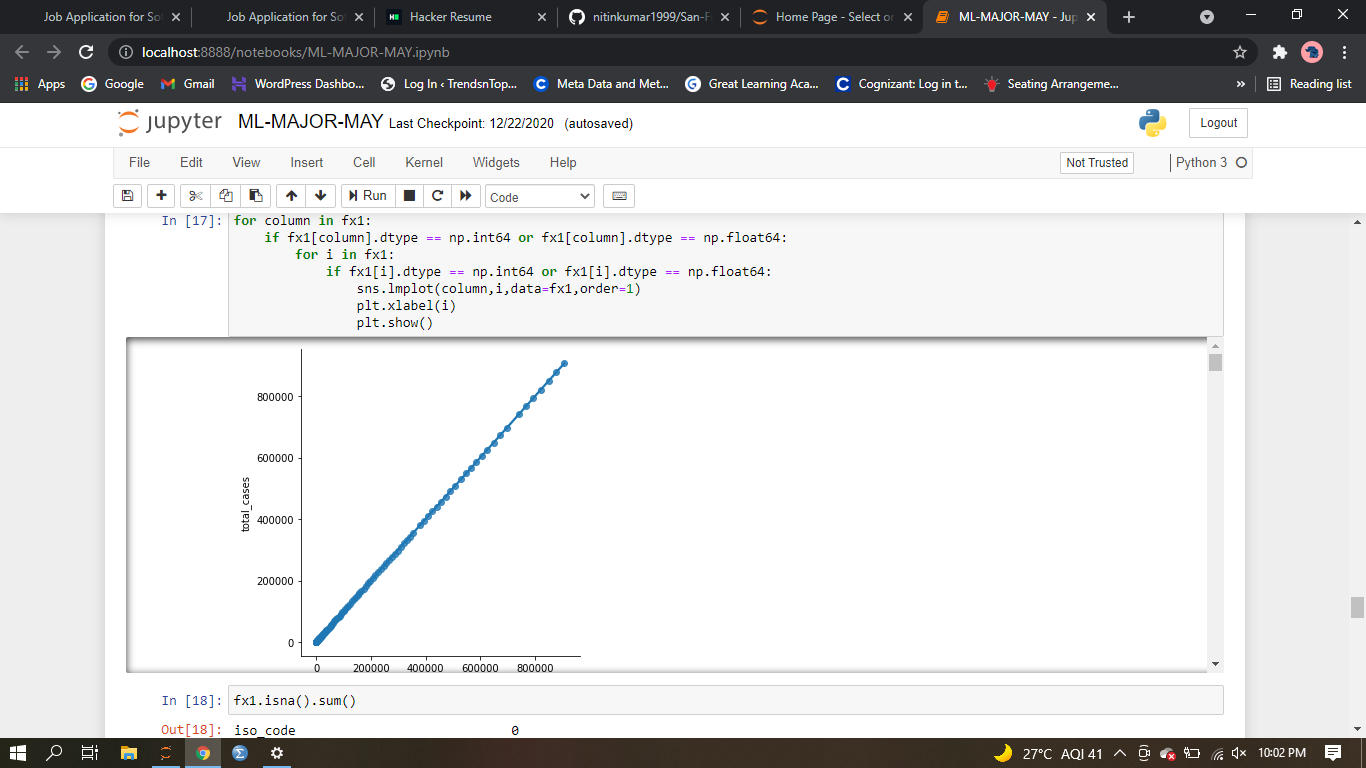 Job Application for Sof
Job Application for Sof
Hacker Resume
nitinkumar1999/San-F
Home Page - Select or
ML-MAJOR-MAY - Jup
localhost:8888/notebooks/ML-MAJOR-MAY.ipynb
Apps
Google
Gmail
WordPress Dashbo...
Log In ‹ TrendsnTop...
Meta Data and Met...
Great Learning Aca...
Cognizant: Log in t...
Seating Arrangeme...
»
Reading list
jupyter
ML-MAJOR-MAY Last Checkpoint: 12/22/2020 (autosaved)
Logout
File Edit View Insert Cell Kernel Widgets Help
Not Trusted
Python 3
Run
Code
In [17]:
for column in fx1:
    if fx1[column].dtype == np.int64 or fx1[column].dtype == np.float64:
        for i in fx1:
            if fx1[i].dtype == np.int64 or fx1[i].dtype == np.float64:
                sns.lmplot(column,i,data=fx1,order=1)
                plt.xlabel(i)
                plt.show()
total_cases
800000
600000
400000
200000
0
0 200000 400000 600000 800000
In [18]: fx1.isna().sum()
Out[18]: iso_code 0
27°C AQI 41
10:02 PM